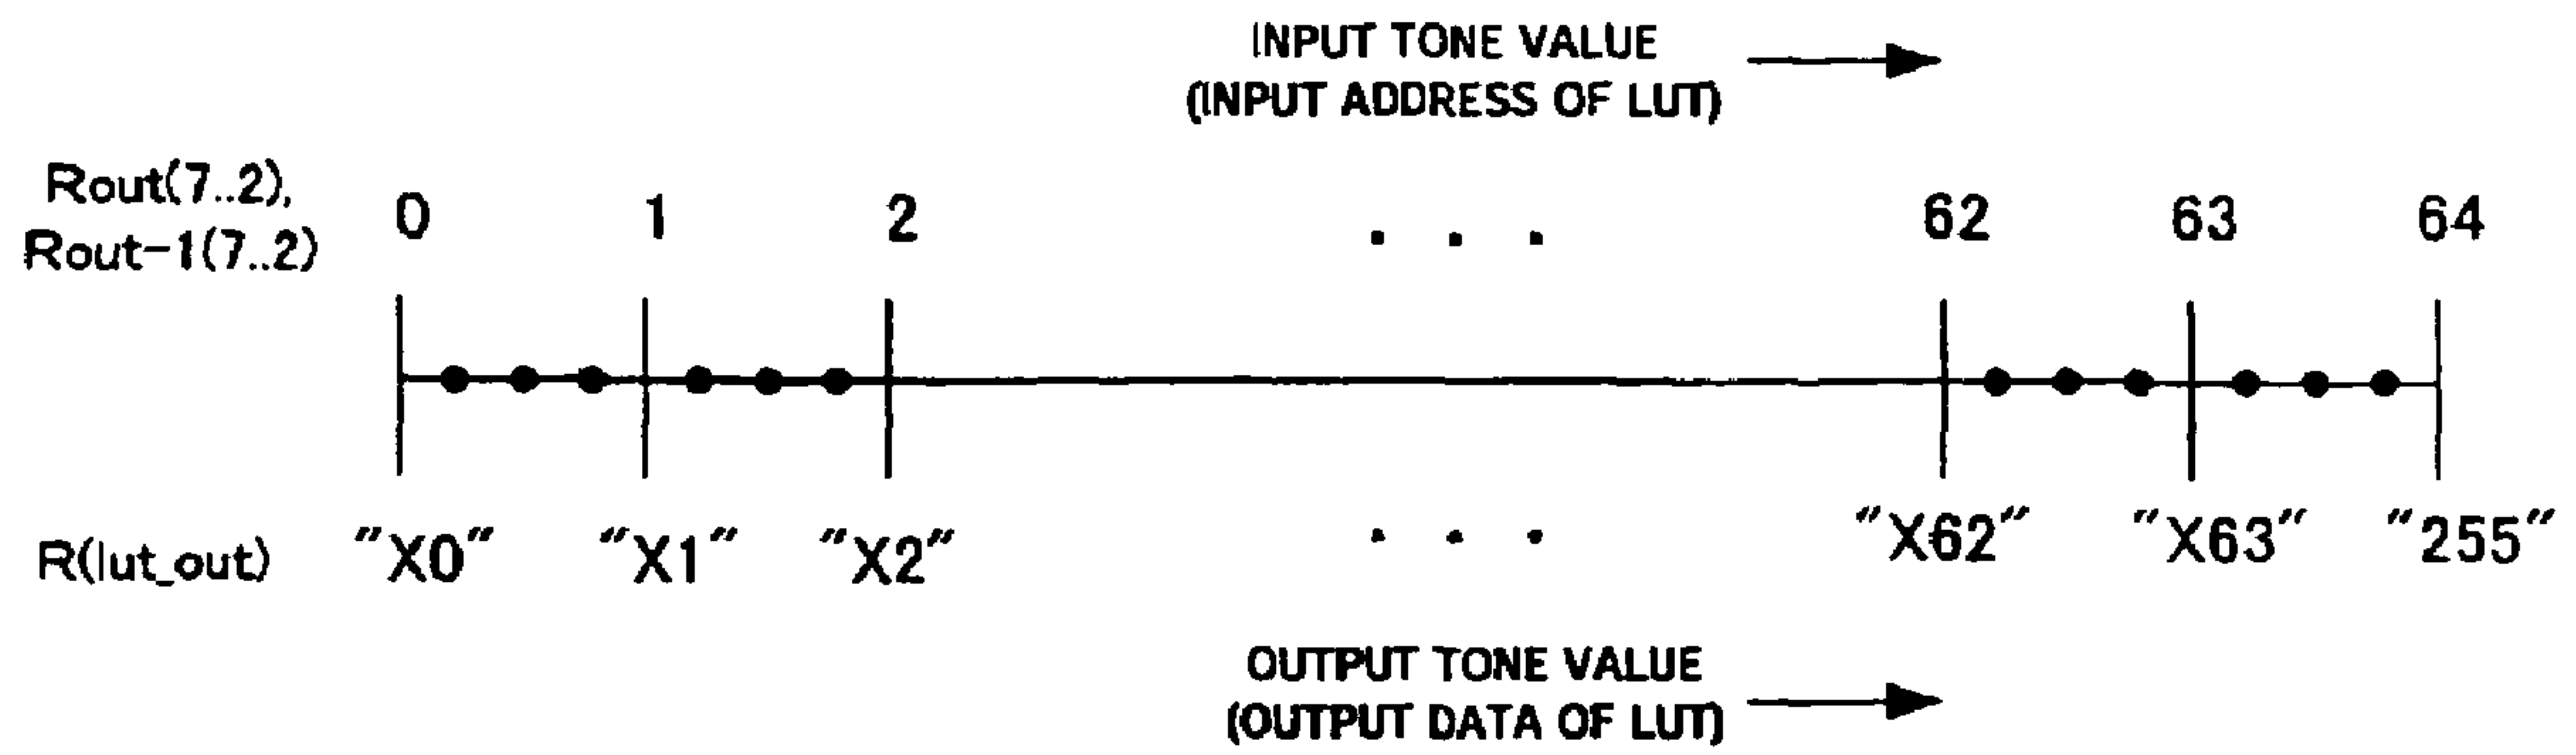 INPUT TONE VALUE
(INPUT ADDRESS OF LUT)
Rout(7..2),
Rout-1(7..2)
0 1 2 . . . 62 63 64
R(lut_out) "X0" "X1" "X2" . . . "X62" "X63" "255"
OUTPUT TONE VALUE
(OUTPUT DATA OF LUT)